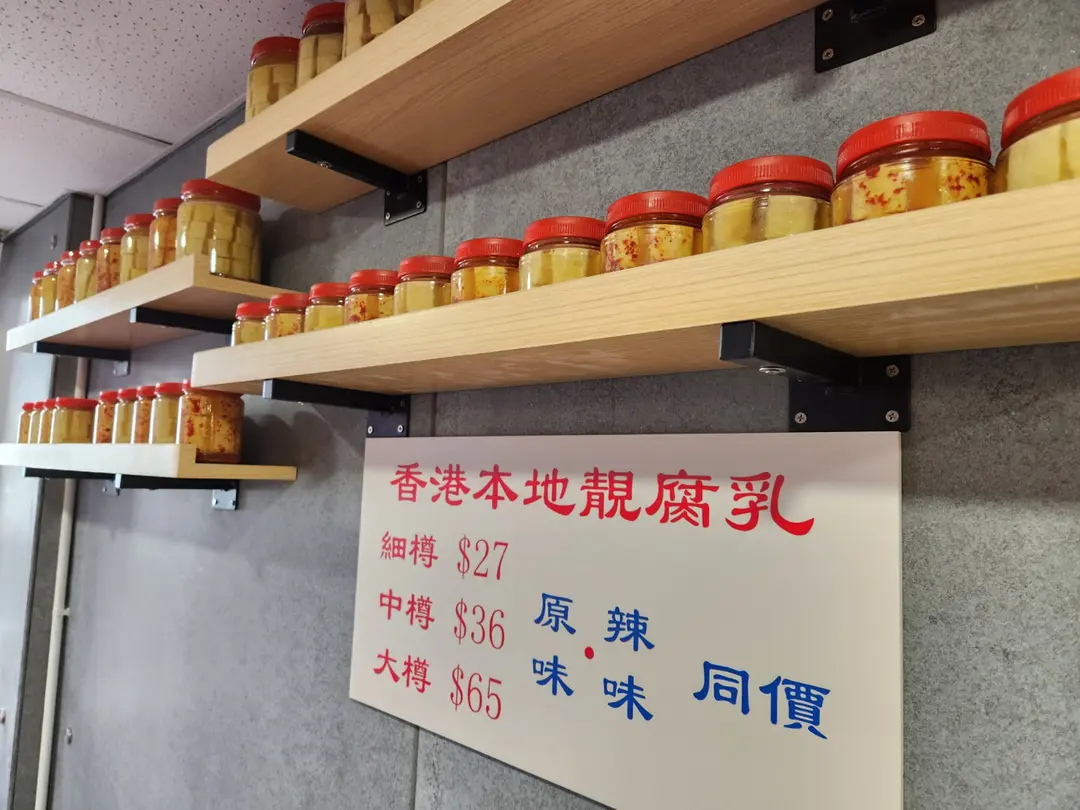 香港本地靚腐乳
細樽 $27
中樽 $36
大樽 $65
原味・辣味 同價